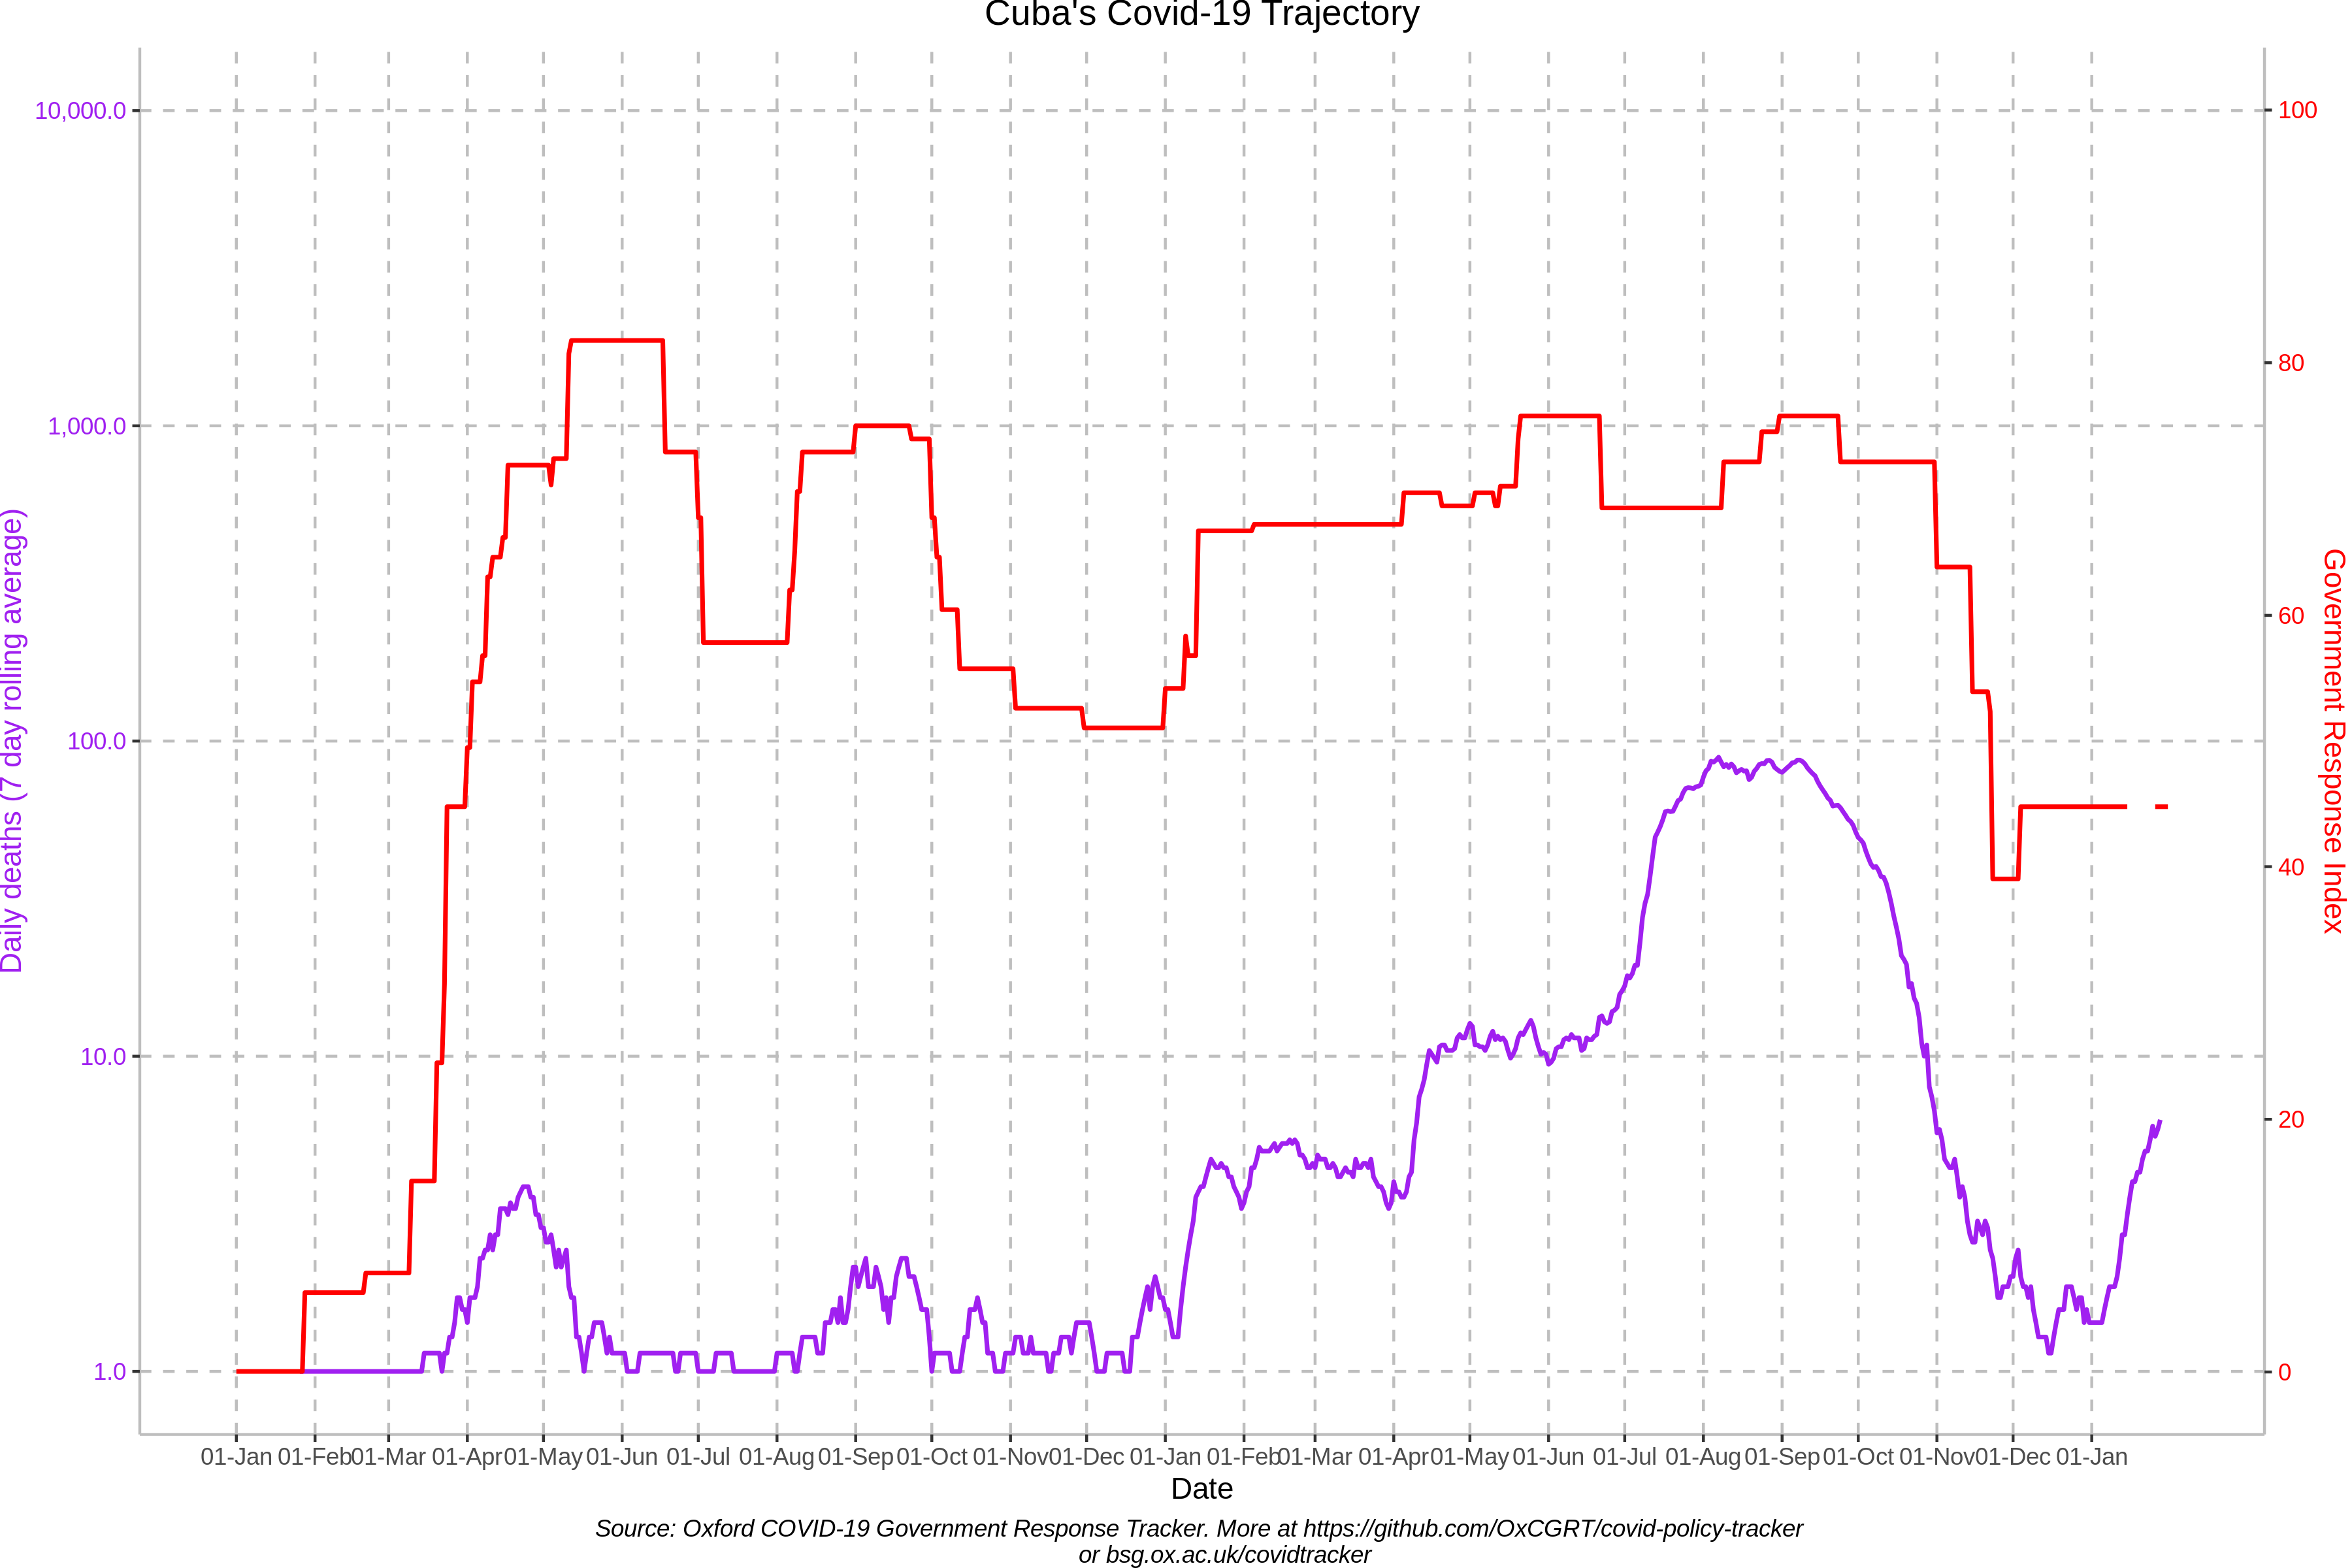 Cuba's Covid-19 Trajectory
10,000.0
1,000.0
100.0
10.0
1.0
Daily deaths (7 day rolling average)
100
80
60
40
20
0
Government Response Index
01-Jan 01-Feb 01-Mar 01-Apr 01-May 01-Jun 01-Jul 01-Aug 01-Sep 01-Oct 01-Nov 01-Dec 01-Jan 01-Feb 01-Mar 01-Apr 01-May 01-Jun 01-Jul 01-Aug 01-Sep 01-Oct 01-Nov 01-Dec 01-Jan
Date
Source: Oxford COVID-19 Government Response Tracker. More at https://github.com/OxCGRT/covid-policy-tracker
or bsg.ox.ac.uk/covidtracker